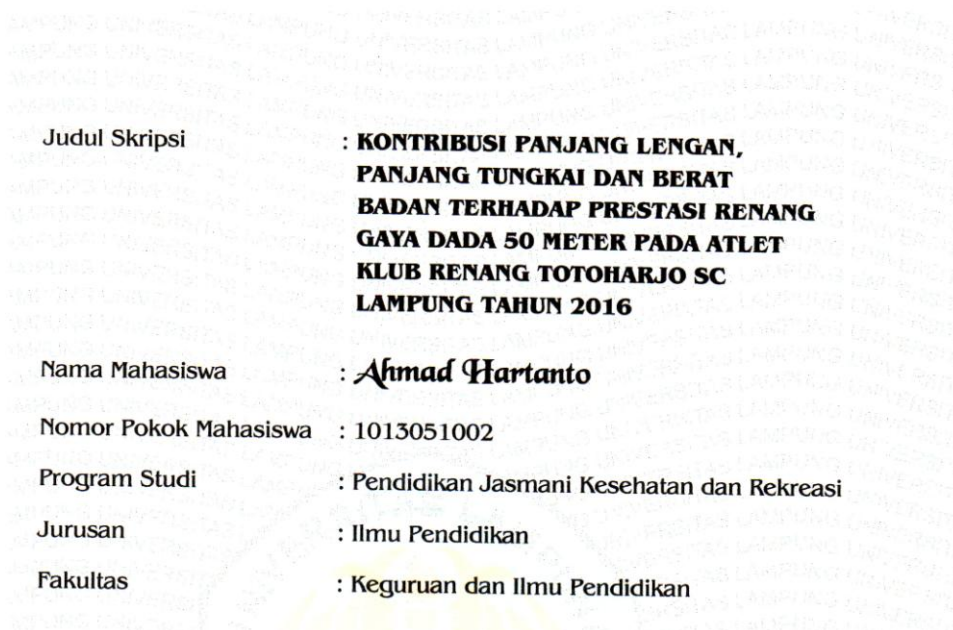 Judul Skripsi : KONTRIBUSI PANJANG LENGAN,
PANJANG TUNGKAI DAN BERAT
BADAN TERHADAP PRESTASI RENANG
GAYA DADA 50 METER PADA ATLET
KLUB RENANG TOTOHARJO SC
LAMPUNG TAHUN 2016
Nama Mahasiswa : Ahmad Hartanto
Nomor Pokok Mahasiswa : 1013051002
Program Studi : Pendidikan Jasmani Kesehatan dan Rekreasi
Jurusan : Ilmu Pendidikan
Fakultas : Keguruan dan Ilmu Pendidikan